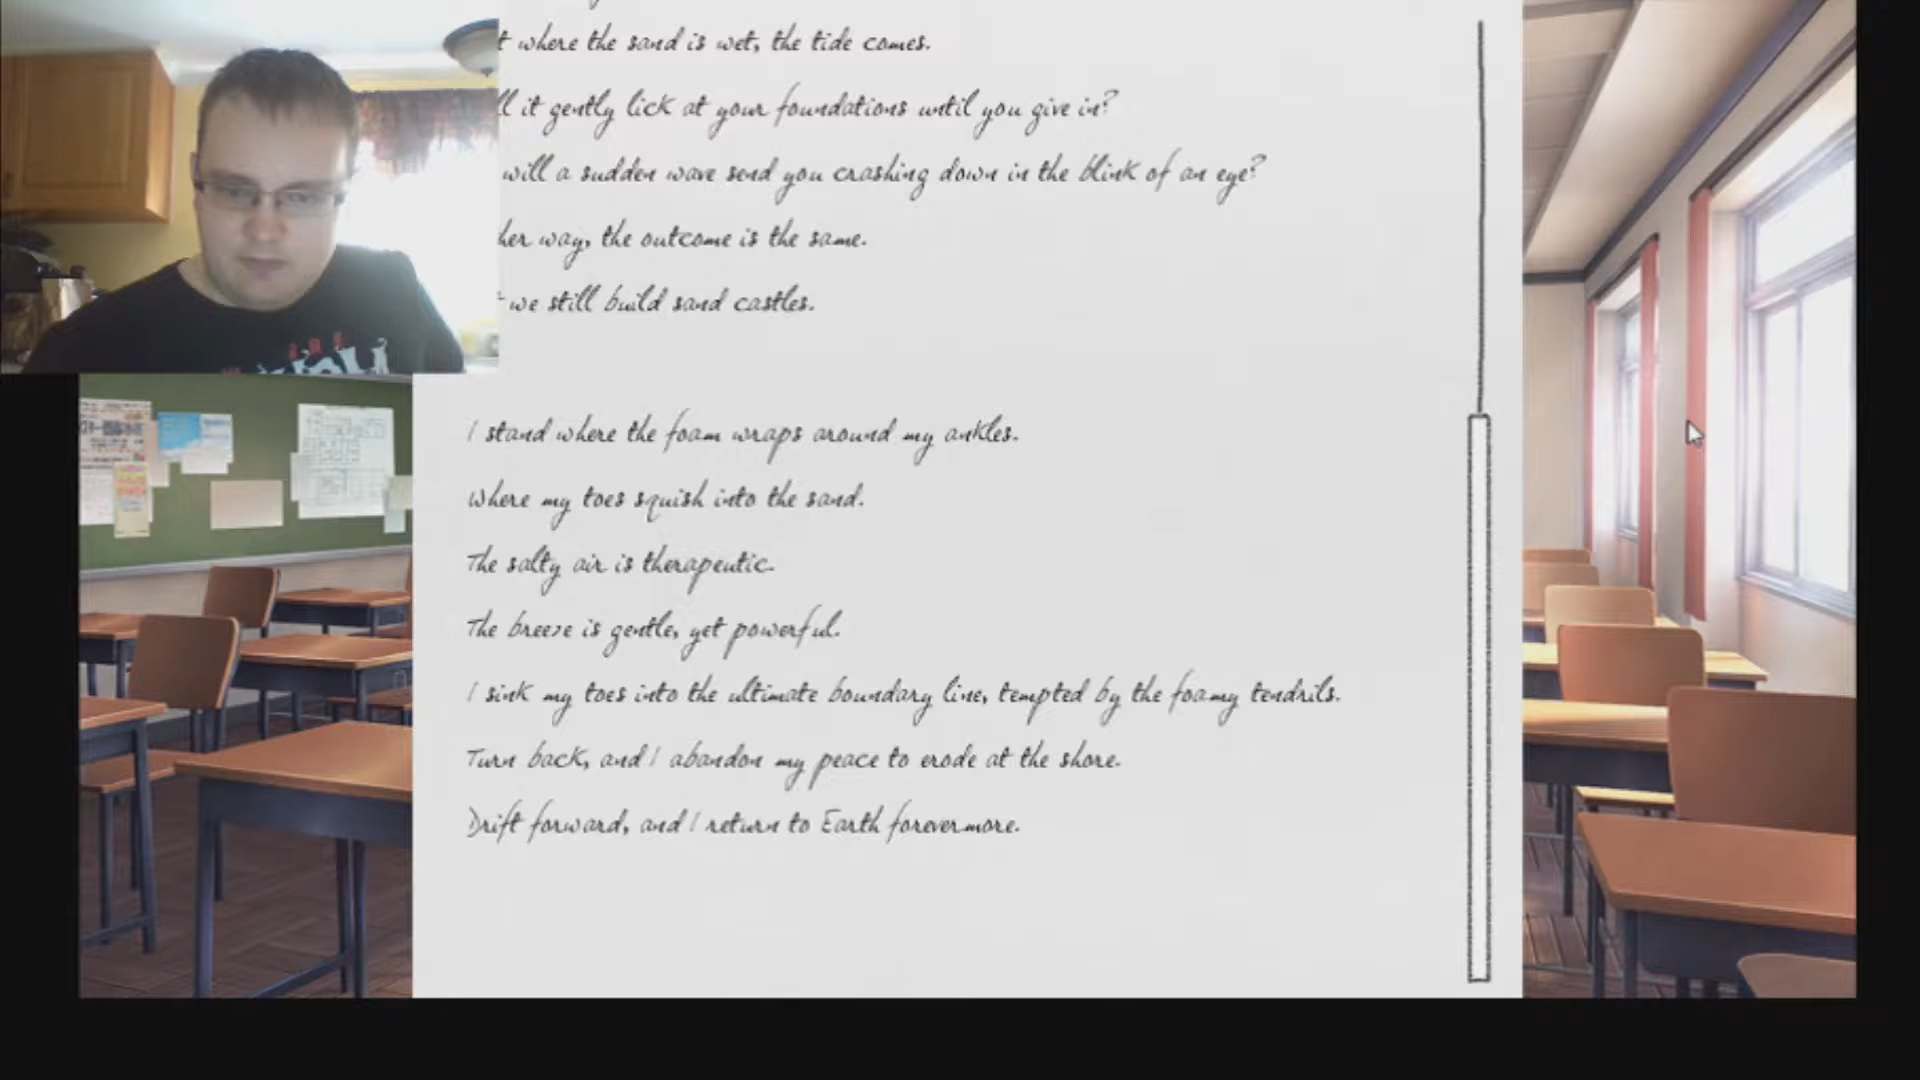 where the sand is wet, the tide comes.
it gently lick at your foundations until you give in?
will a sudden wave send you crashing down in the blink of an eye?
way, the outcome is the same.
we still build sand castles.
I stand where the foam wraps around my ankles.
Where my toes squish into the sand.
The salty air is therapeutic.
The breeze is gentle, yet powerful.
I sink my toes into the ultimate boundary line, tempted by the foamy tendrils.
Turn back, and I abandon my peace to erode at the shore.
Drift forward, and I return to Earth forevermore.